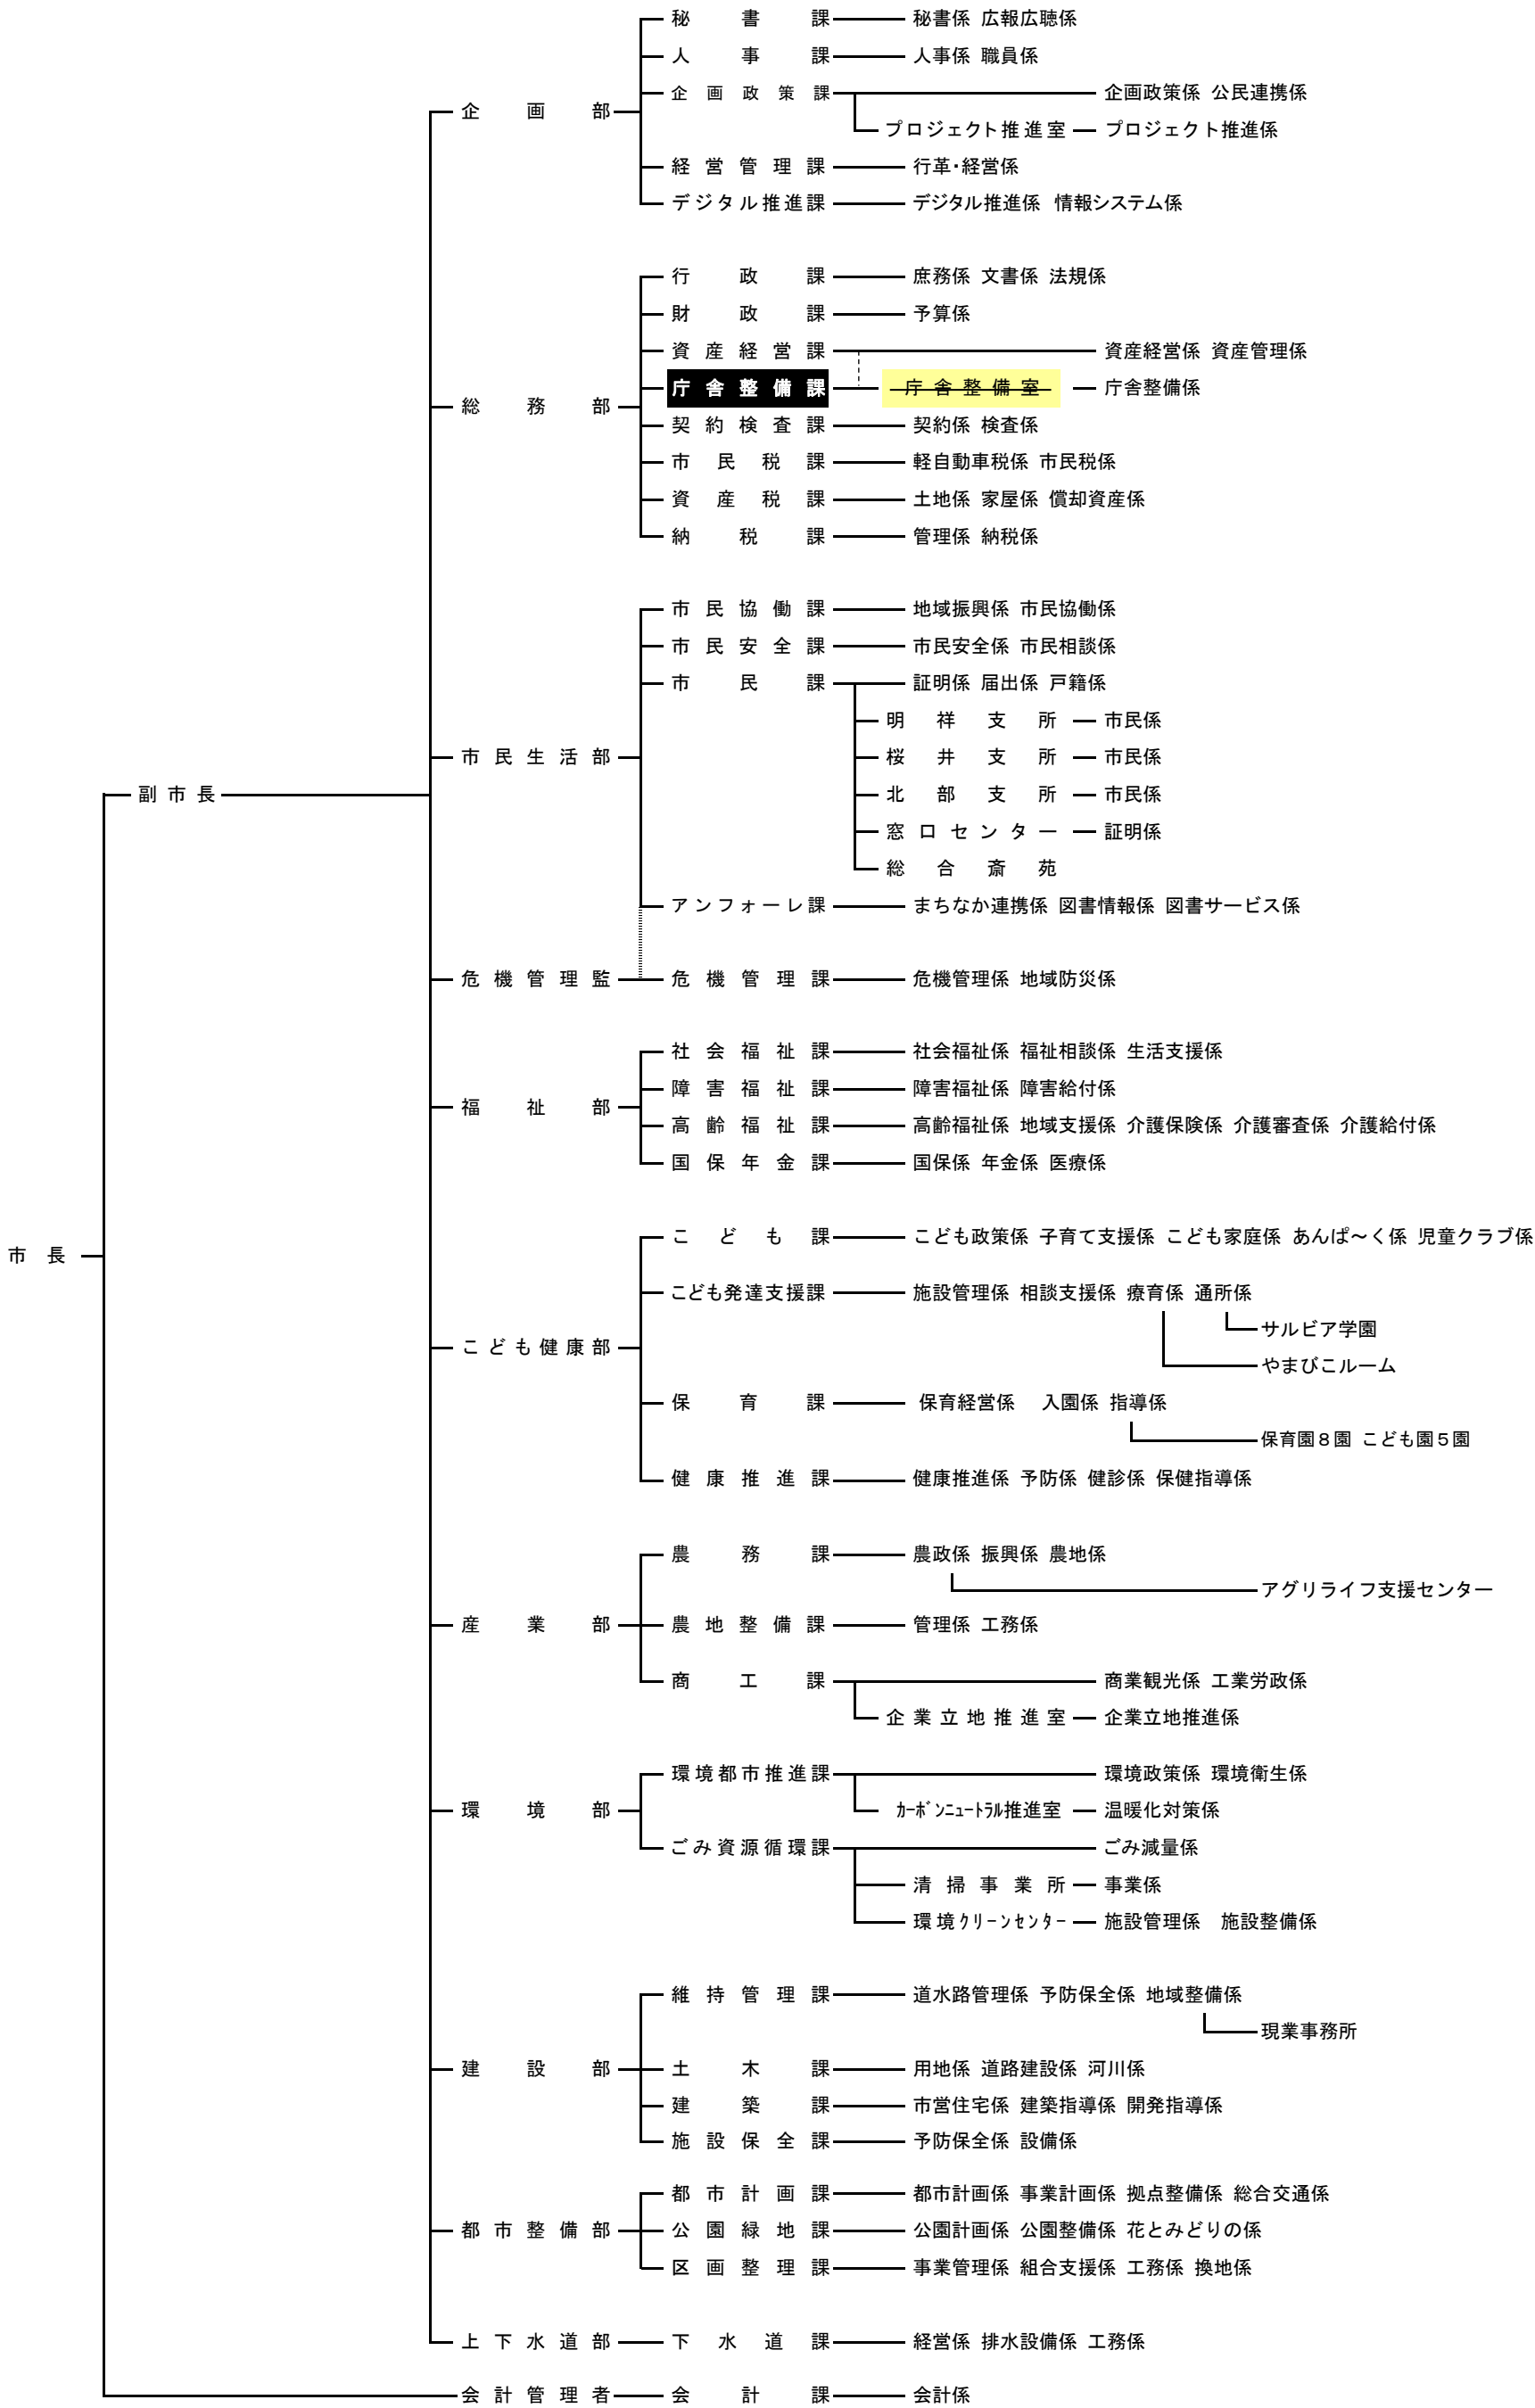 秘書課 秘書係 広報広聴係
人事課 人事係 職員係
企画政策課 企画政策係 公民連携係
企画部
プロジェクト推進室 プロジェクト推進係
経営管理課 行革・経営係
デジタル推進課 デジタル推進係 情報システム係
行政課 庶務係 文書係 法規係
財政課 予算係
資産経営課 資産経営係 資産管理係
庁舎整備課 庁舎整備室 庁舎整備係
総務部
契約検査課 契約係 検査係
市民税課 軽自動車税係 市民税係
資産税課 土地係 家屋係 償却資産係
納税課 管理係 納税係
市民協働課 地域振興係 市民協働係
市民安全課 市民安全係 市民相談係
市民課 証明係 届出係 戸籍係
明祥支所 市民係
市民生活部 桜井支所 市民係
副市長 北部支所 市民係
窓口センター 証明係
総合斎苑
アンフォーレ課 まちなか連携係 図書情報係 図書サービス係
危機管理監 危機管理課 危機管理係 地域防災係
社会福祉課 社会福祉係 福祉相談係 生活支援係
障害福祉課 障害福祉係 障害給付係
福祉部
高齢福祉課 高齢福祉係 地域支援係 介護保険係 介護審査係 介護給付係
国保年金課 国保係 年金係 医療係
こども課 こども政策係 子育て支援係 こども家庭係 あんぱ～く係 児童クラブ係
市長
こども発達支援課 施設管理係 相談支援係 療育係 通所係
サルビア学園
こども健康部
やまびこルーム
保育課 保育経営係 入園係 指導係
保育園８園 こども園５園
健康推進課 健康推進係 予防係 健診係 保健指導係
農務課 農政係 振興係 農地係
アグリライフ支援センター
産業部 農地整備課 管理係 工務係
商工課 商業観光係 工業労政係
企業立地推進室 企業立地推進係
環境都市推進課 環境政策係 環境衛生係
環境部 ｶｰﾎﾞﾝﾆｭｰﾄﾗﾙ推進室 温暖化対策係
ごみ資源循環課 ごみ減量係
清掃事業所 事業係
環境ｸﾘｰﾝｾﾝﾀｰ 施設管理係 施設整備係
維持管理課 道水路管理係 予防保全係 地域整備係
現業事務所
建設部 土木課 用地係 道路建設係 河川係
建築課 市営住宅係 建築指導係 開発指導係
施設保全課 予防保全係 設備係
都市計画課 都市計画係 事業計画係 拠点整備係 総合交通係
都市整備部 公園緑地課 公園計画係 公園整備係 花とみどりの係
区画整理課 事業管理係 組合支援係 工務係 換地係
上下水道部 下水道課 経営係 排水設備係 工務係
会計管理者 会計課 会計係